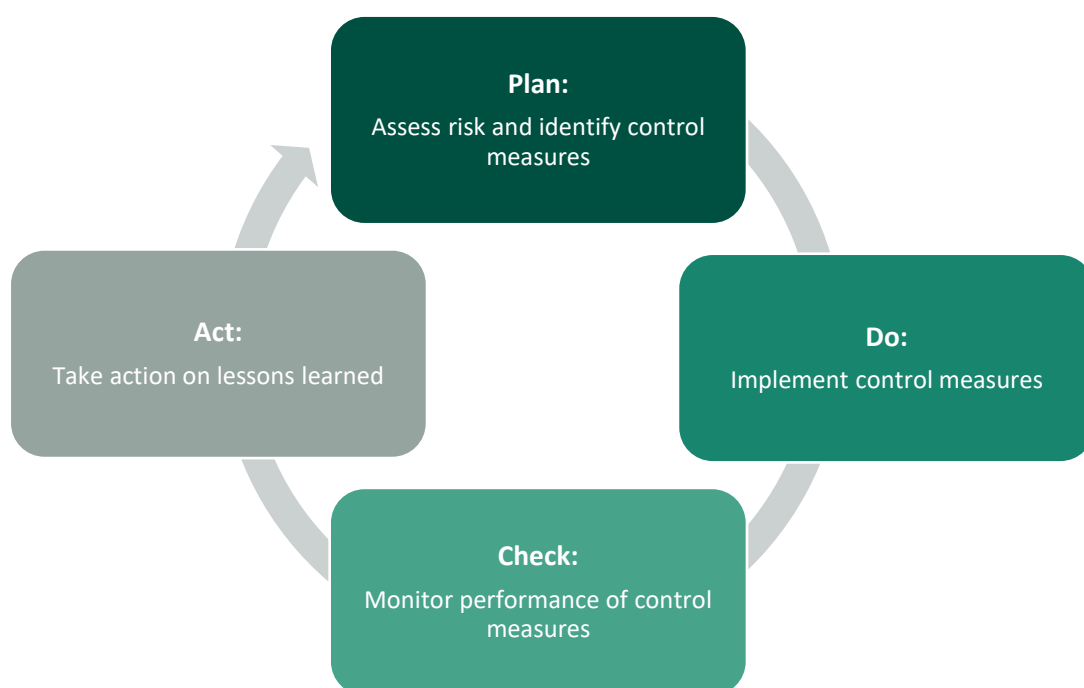 Plan:
Assess risk and identify control
measures
Do:
Implement control measures
Check:
Monitor performance of control
measures
Act:
Take action on lessons learned